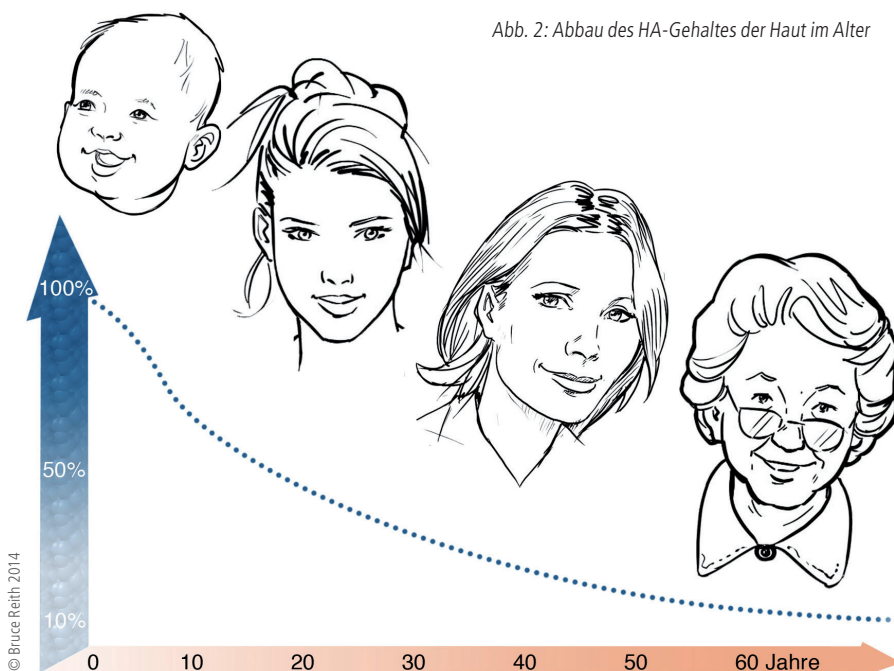 Abb. 2: Abbau des HA-Gehaltes der Haut im Alter
100%
50%
10%
© Bruce Reith 2014
0 10 20 30 40 50 60 Jahre